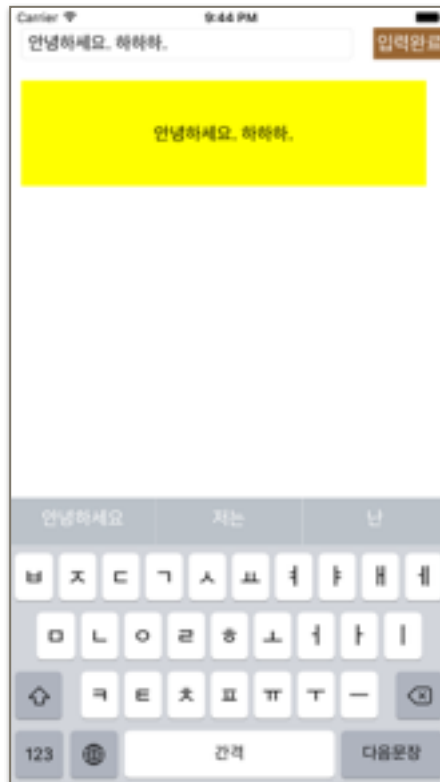 Carrier 9:44 PM
안녕하세요. 하하하. 입력완료
안녕하세요. 하하하.
안녕하세요 저는 난
ㅂ ㅈ ㄷ ㄱ ㅅ ㅛ ㅕ ㅑ ㅐ ㅔ
ㅁ ㄴ ㅇ ㄹ ㅎ ㅗ ㅓ ㅏ ㅣ
ㅋ ㅌ ㅊ ㅍ ㅠ ㅜ ㅡ
123 간격 다음문장